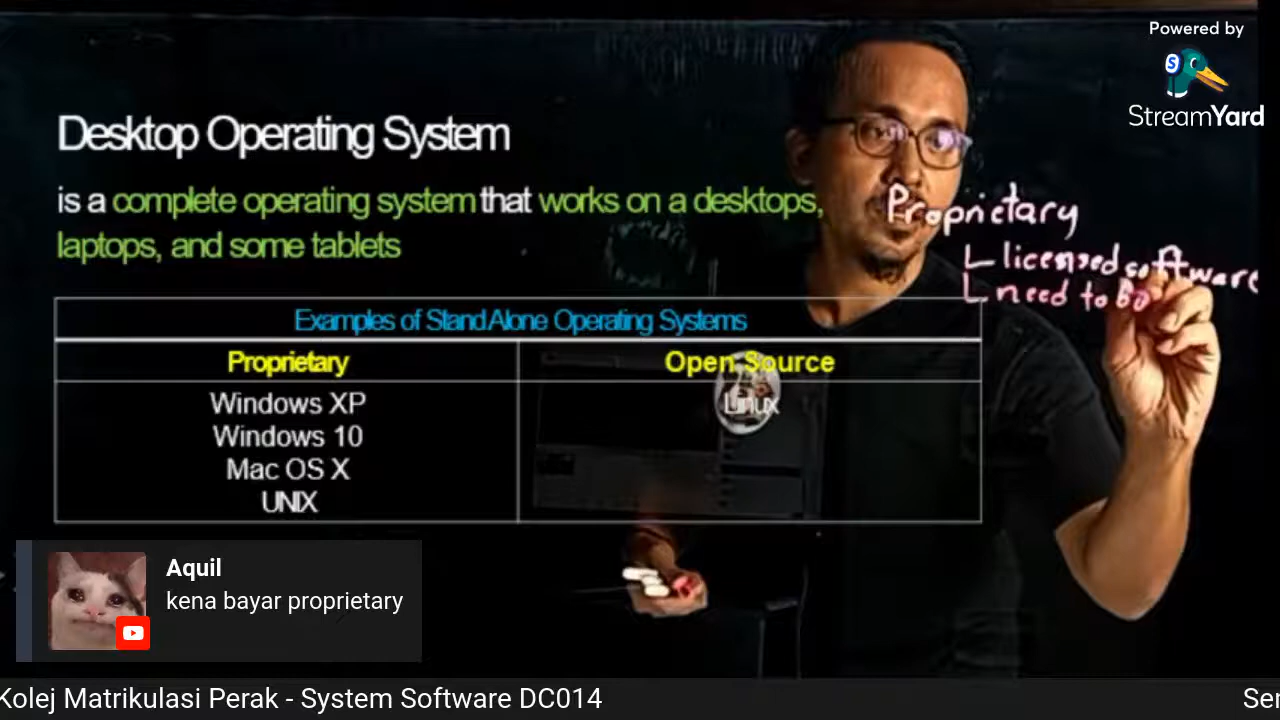 Powered by
StreamYard
Desktop Operating System
is a complete operating system that works on a desktops,
laptops, and some tablets
Proprietary
licensed software
need to
Examples of Stand Alone Operating Systems
Proprietary
Open Source
Windows XP
Linux
Windows 10
Mac OS X
UNIX
Aquil
kena bayar proprietary
Kolej Matrikulasi Perak - System Software DC014